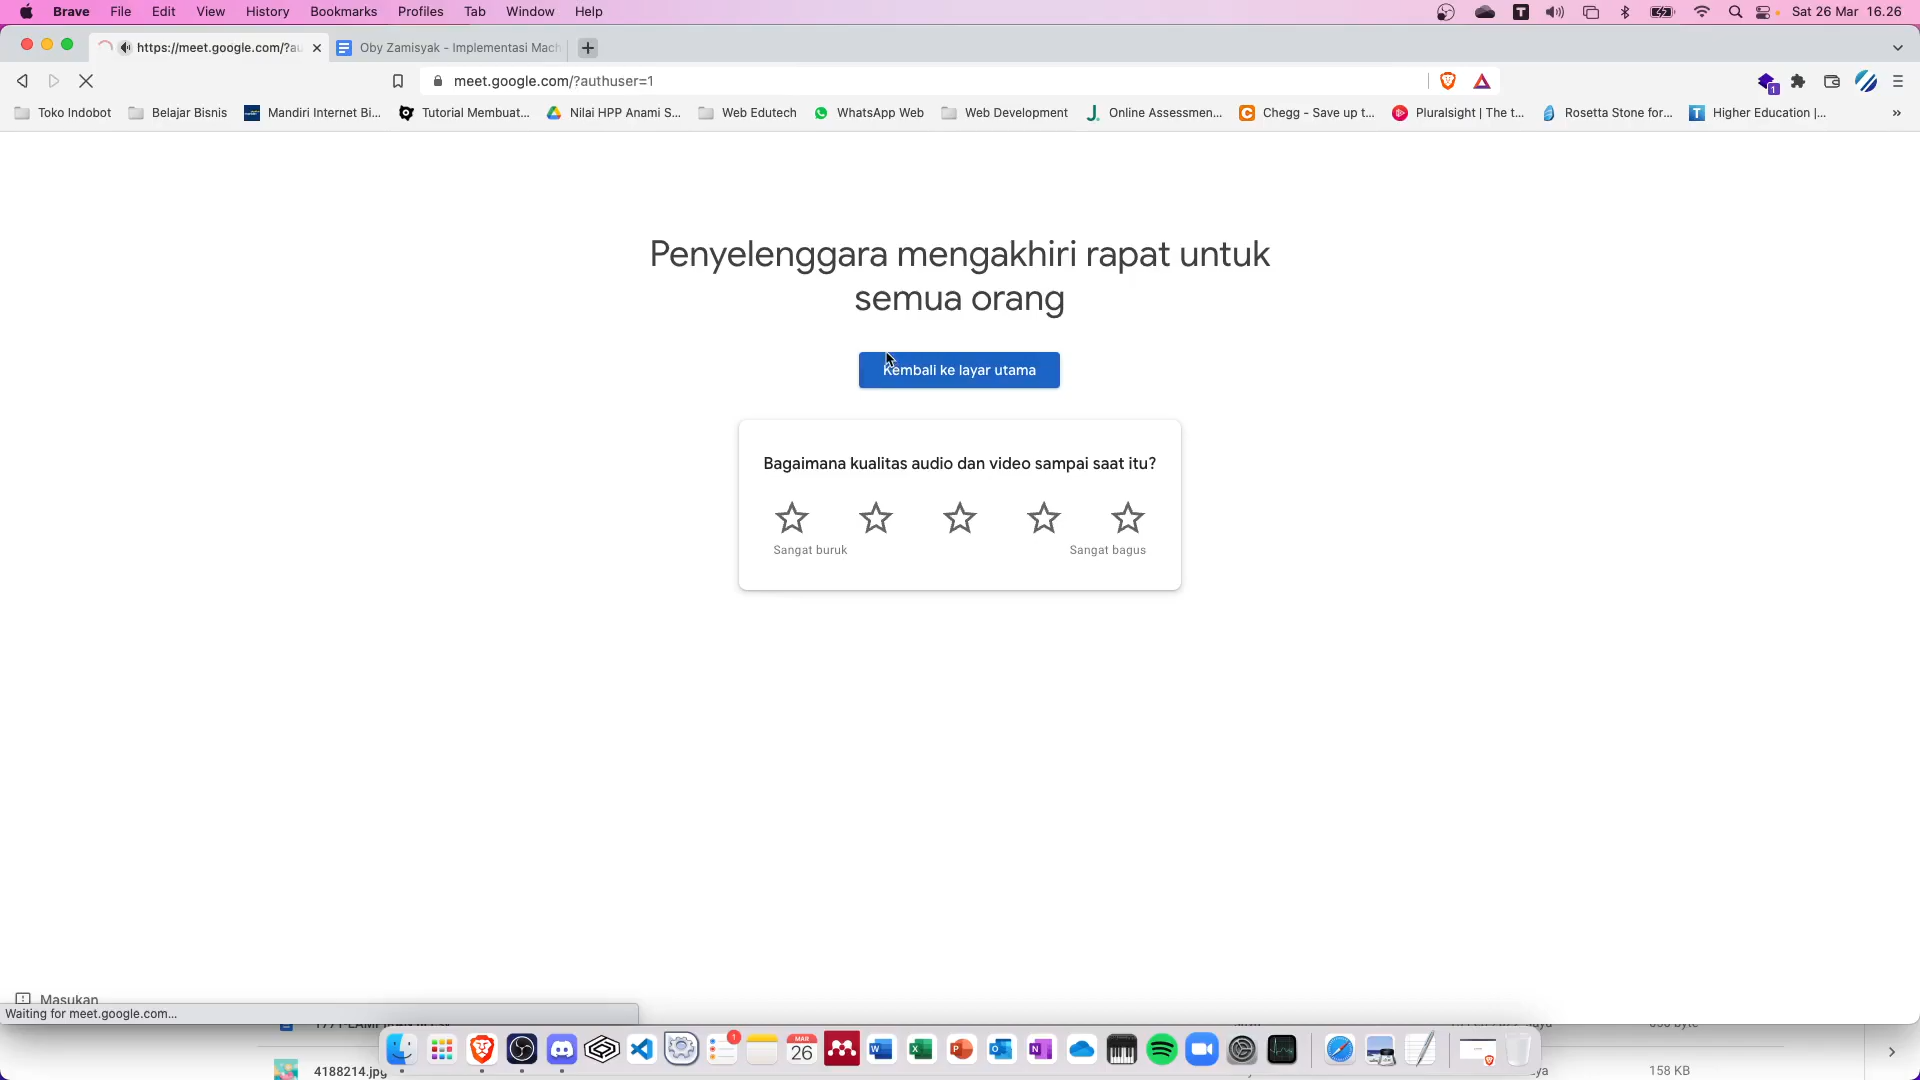 Brave File Edit View History Bookmarks Profiles Tab Window Help Sat 26 Mar 16.26
https://meet.google.com/?au Oby Zamisyak - Implementasi Mach
meet.google.com/?authuser=1
Toko Indobot Belajar Bisnis Mandiri Internet Bi... Tutorial Membuat... Nilai HPP Anami S... Web Edutech WhatsApp Web Web Development Online Assessmen... Chegg - Save up t... Pluralsight | The t... Rosetta Stone for... Higher Education |...
Penyelenggara mengakhiri rapat untuk
semua orang
Kembali ke layar utama
Bagaimana kualitas audio dan video sampai saat itu?
Sangat buruk Sangat bagus
Masukan
Waiting for meet.google.com...
4188214.jpg 158 KB